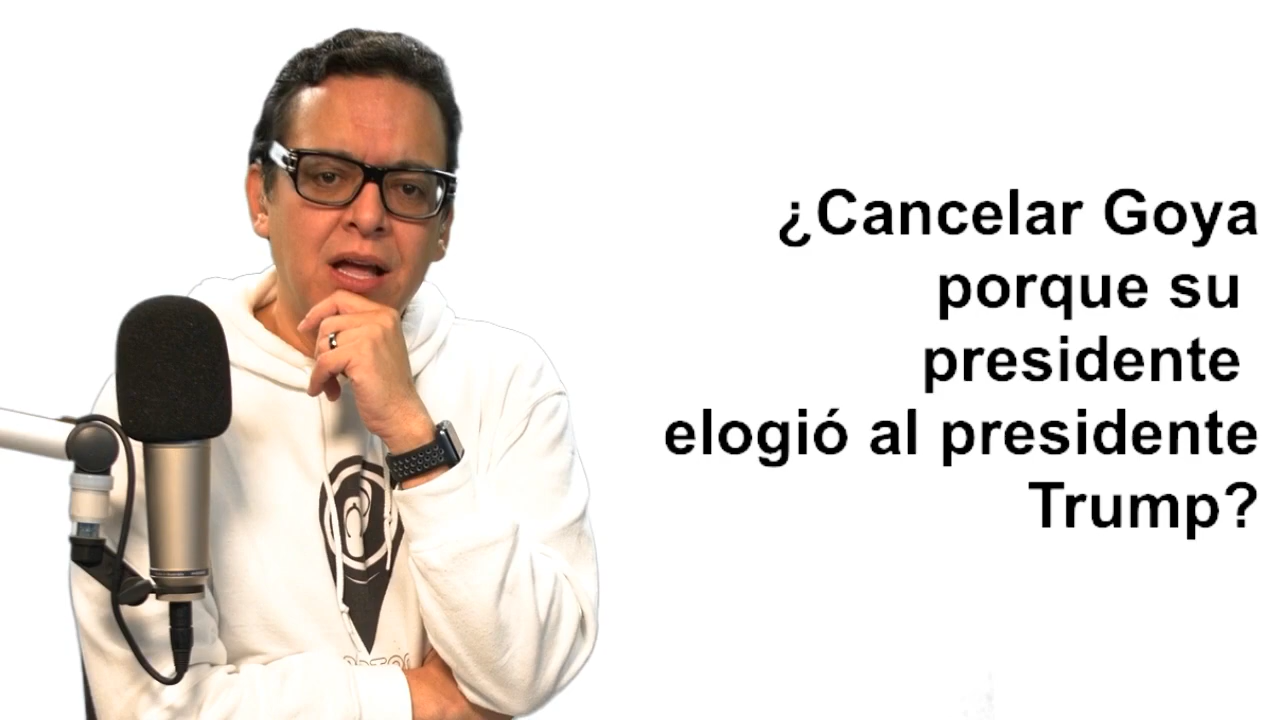 ¿Cancelar Goya
porque su
presidente
elogió al presidente
Trump?